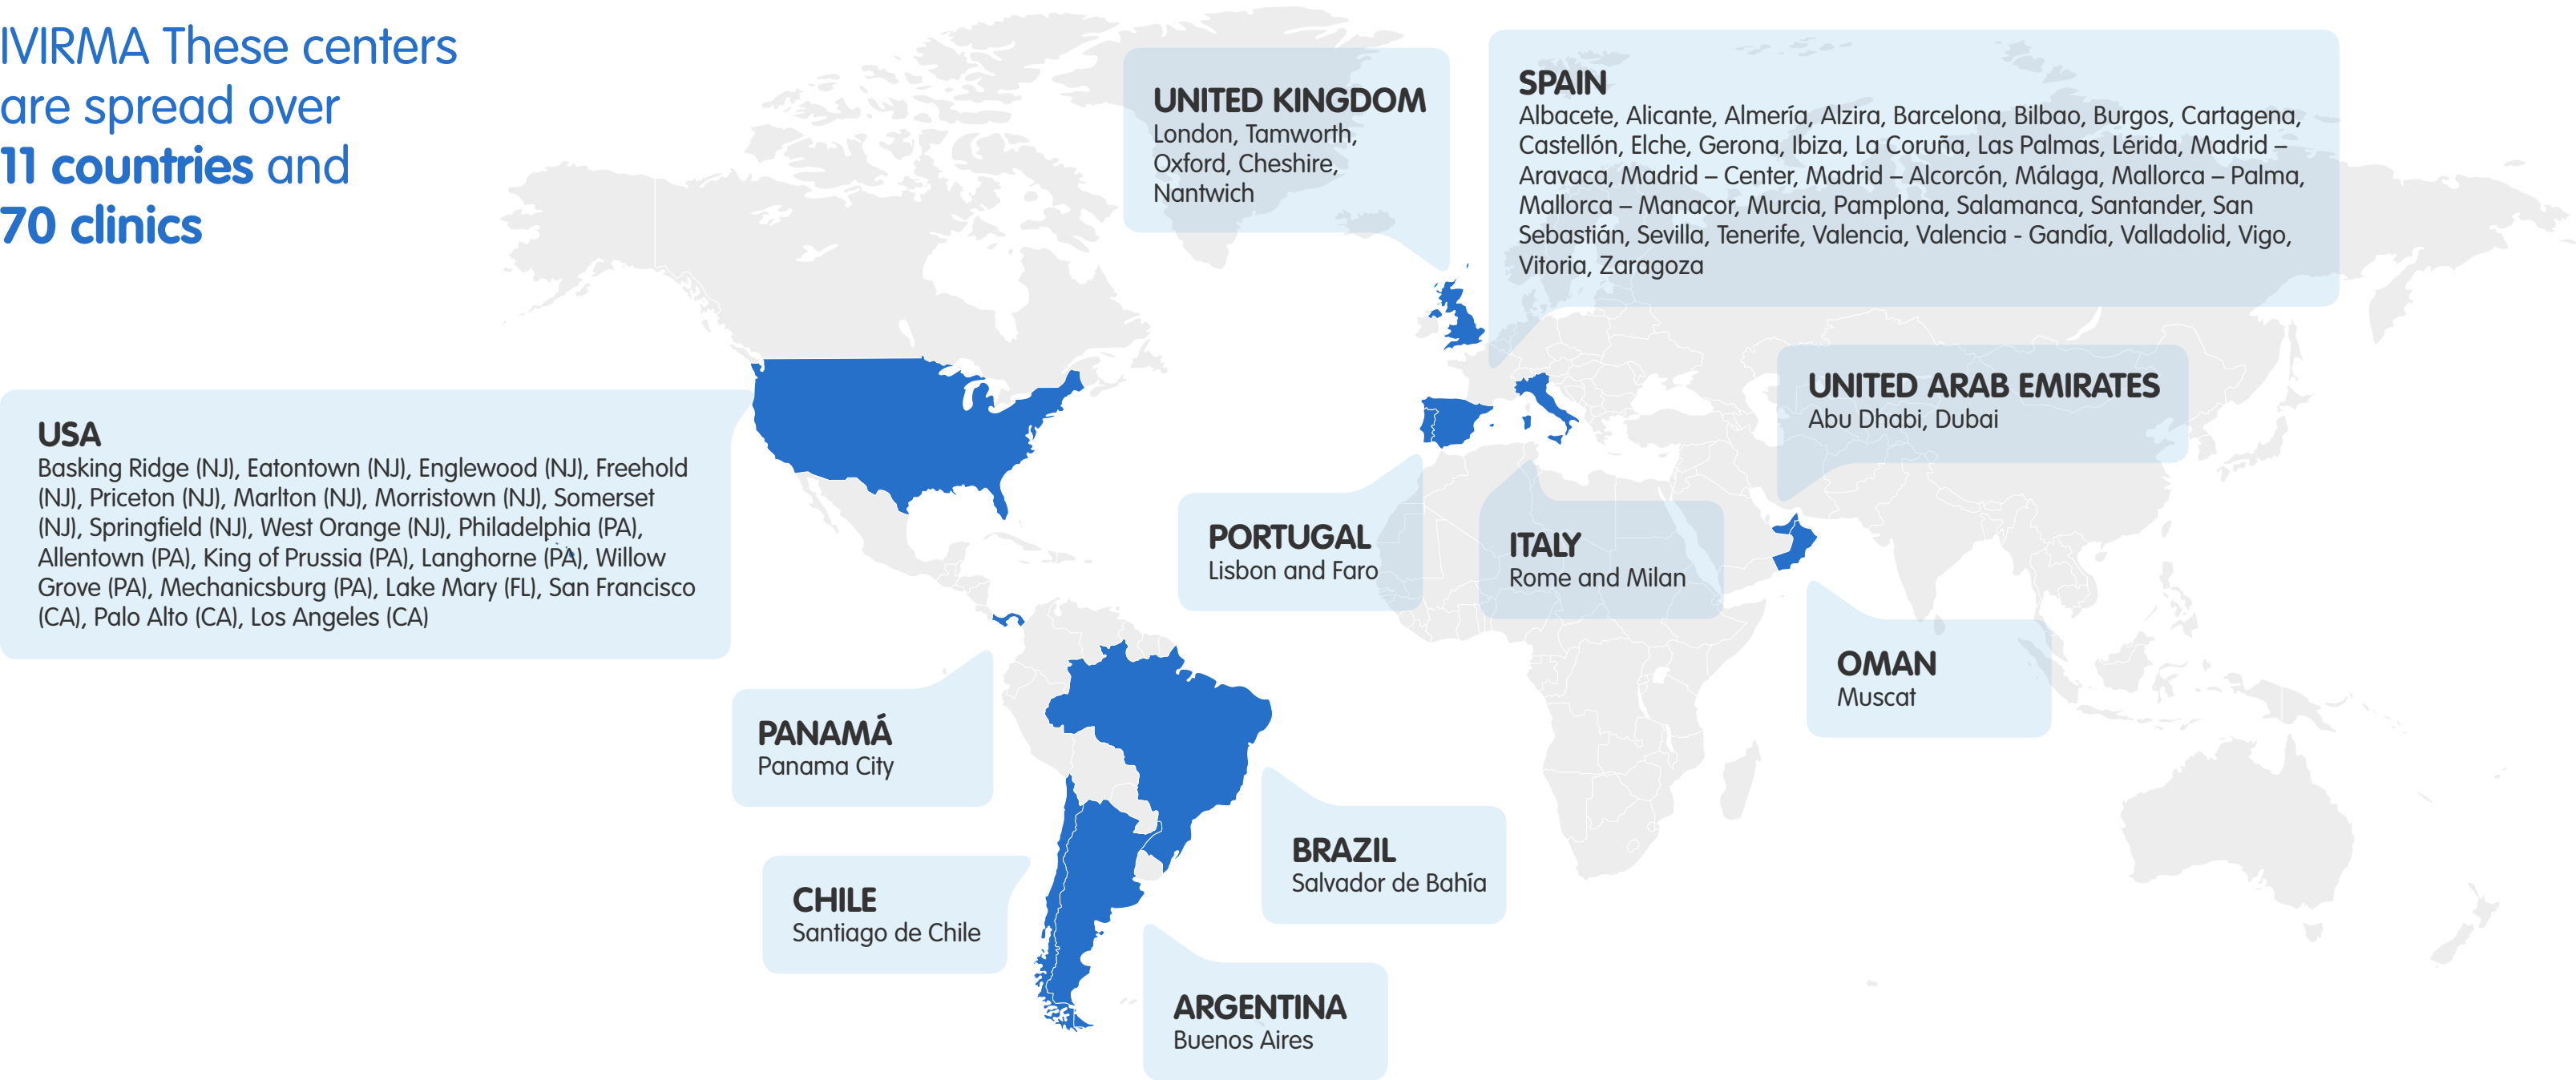 IVIRMA These centers
are spread over
11 countries and
70 clinics
UNITED KINGDOM
London, Tamworth,
Oxford, Cheshire,
Nantwich
SPAIN
Albacete, Alicante, Almería, Alzira, Barcelona, Bilbao, Burgos, Cartagena,
Castellón, Elche, Gerona, Ibiza, La Coruña, Las Palmas, Lérida, Madrid –
Aravaca, Madrid – Center, Madrid – Alcorcón, Málaga, Mallorca – Palma,
Mallorca – Manacor, Murcia, Pamplona, Salamanca, Santander, San
Sebastián, Sevilla, Tenerife, Valencia, Valencia - Gandía, Valladolid, Vigo,
Vitoria, Zaragoza
UNITED ARAB EMIRATES
Abu Dhabi, Dubai
USA
Basking Ridge (NJ), Eatontown (NJ), Englewood (NJ), Freehold
(NJ), Priceton (NJ), Marlton (NJ), Morristown (NJ), Somerset
(NJ), Springfield (NJ), West Orange (NJ), Philadelphia (PA),
Allentown (PA), King of Prussia (PA), Langhorne (PA), Willow
Grove (PA), Mechanicsburg (PA), Lake Mary (FL), San Francisco
(CA), Palo Alto (CA), Los Angeles (CA)
PORTUGAL
Lisbon and Faro
ITALY
Rome and Milan
OMAN
Muscat
PANAMÁ
Panama City
BRAZIL
Salvador de Bahía
CHILE
Santiago de Chile
ARGENTINA
Buenos Aires